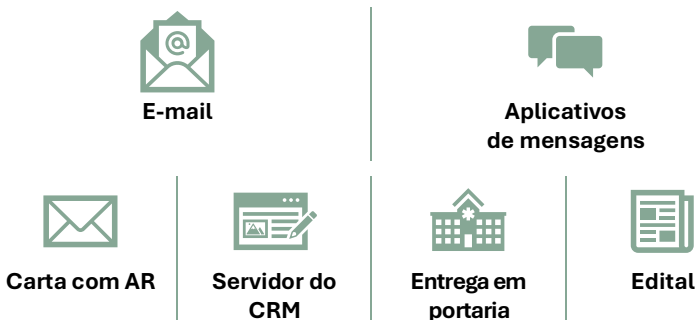 E-mail
Aplicativos
de mensagens
Carta com AR
Servidor do
CRM
Entrega em
portaria
Edital